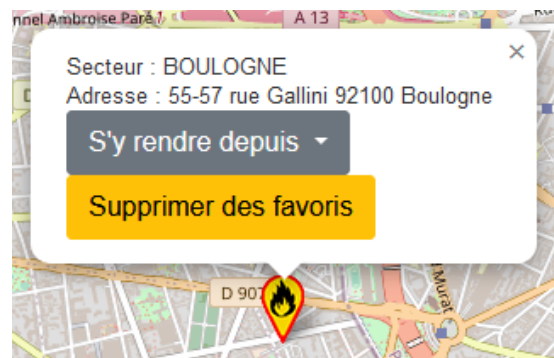 nnel Ambroise Paré
A 13
×
Secteur : BOULOGNE
Adresse : 55-57 rue Gallini 92100 Boulogne
S'y rendre depuis
Supprimer des favoris
D 907
Murat